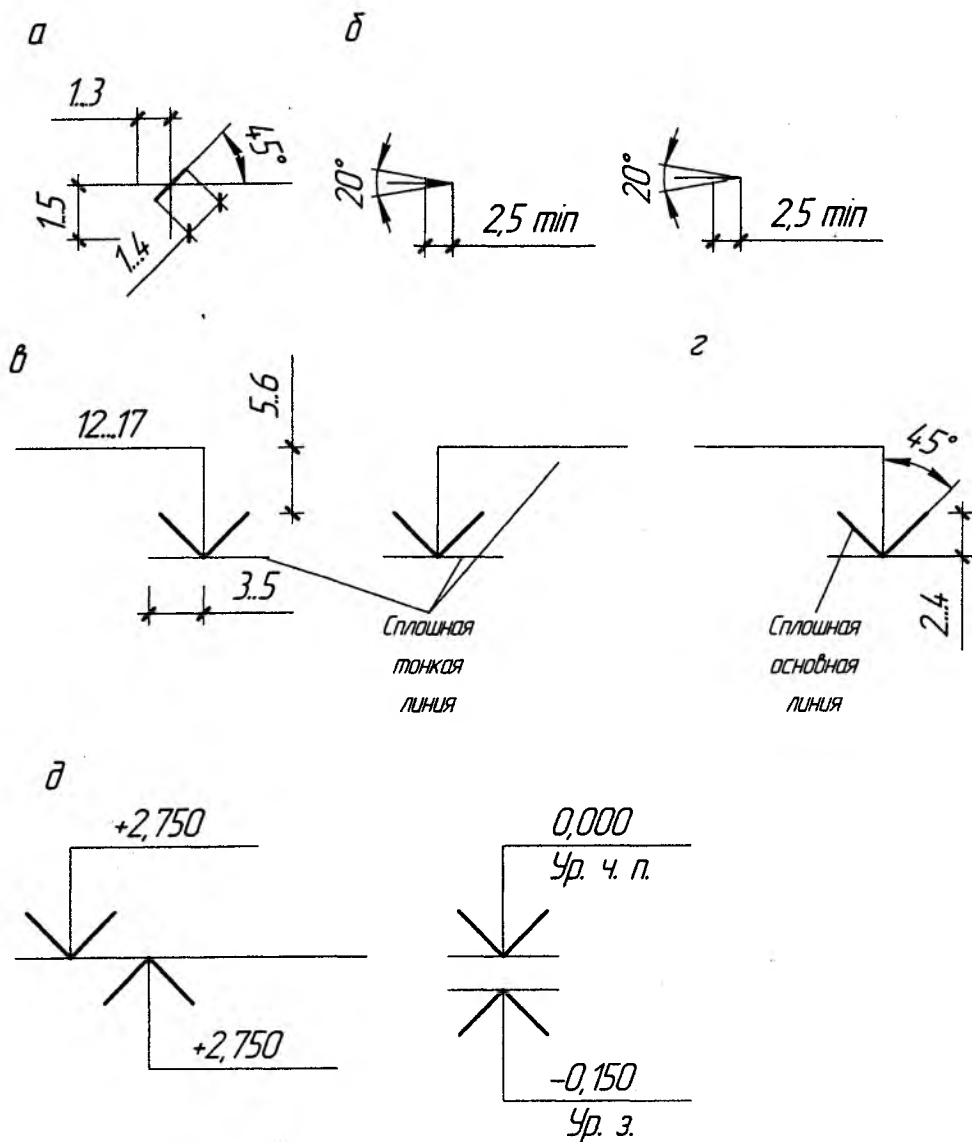 а
б
1...3
45°
1...5
1...4
20°
2,5 min
20°
2,5 min
в
г
12...17
5..6
3..5
Сплошная
тонкая
линия
45°
2...4
Сплошная
основная
линия
д
+2,750
+2,750
0,000
Ур. ч. п.
-0,150
Ур. з.